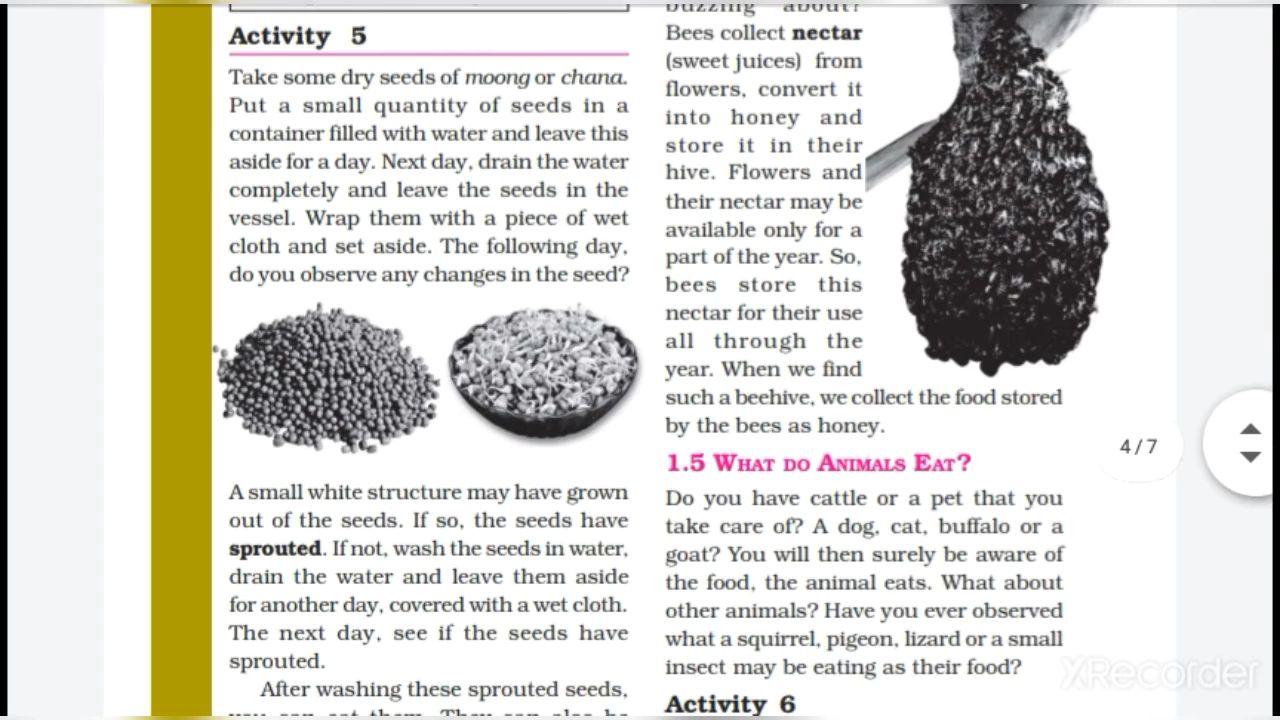 Activity 5
Take some dry seeds of moong or chana.
Put a small quantity of seeds in a
container filled with water and leave this
aside for a day. Next day, drain the water
completely and leave the seeds in the
vessel. Wrap them with a piece of wet
cloth and set aside. The following day,
do you observe any changes in the seed?
A small white structure may have grown
out of the seeds. If so, the seeds have
sprouted. If not, wash the seeds in water,
drain the water and leave them aside
for another day, covered with a wet cloth.
The next day, see if the seeds have
sprouted.
After washing these sprouted seeds,
you can eat them. They can also be
buzzing about?
Bees collect nectar
(sweet juices) from
flowers, convert it
into honey and
store it in their
hive. Flowers and
their nectar may be
available only for a
part of the year. So,
bees store this
nectar for their use
all through the
year. When we find
such a beehive, we collect the food stored
by the bees as honey.
1.5 WHAT DO ANIMALS EAT?
Do you have cattle or a pet that you
take care of? A dog, cat, buffalo or a
goat? You will then surely be aware of
the food, the animal eats. What about
other animals? Have you ever observed
what a squirrel, pigeon, lizard or a small
insect may be eating as their food?
Activity 6
4/7
XRecorder